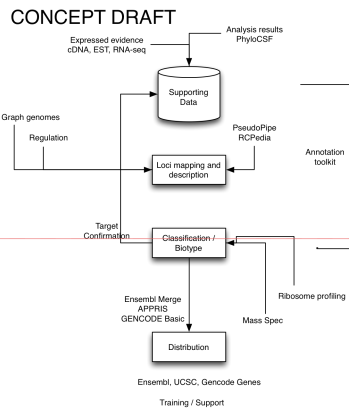 CONCEPT DRAFT
Analysis results
PhyloCSF
Expressed evidence
cDNA, EST, RNA-seq
Supporting
Data
Graph genomes
Regulation
PseudoPipe
RCPedia
Annotation
toolkit
Loci mapping and
description
Target
Confirmation
Classification /
Biotype
Ribosome profiling
Ensembl Merge
APPRIS
GENCODE Basic
Mass Spec
Distribution
Ensembl, UCSC, Gencode Genes
Training / Support